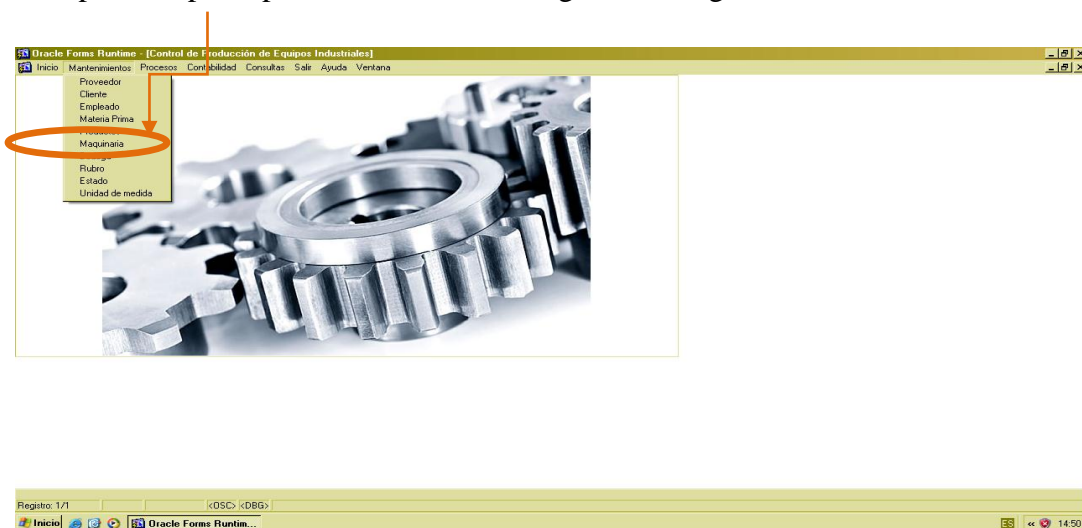 Oracle Forms Runtime - [Control de Producción de Equipos Industriales]
Inicio Mantenimientos Procesos Contabilidad Consultas Salir Ayuda Ventana
Proveedor
Cliente
Empleado
Materia Prima
Maquinaria
Rubro
Estado
Unidad de medida
Registro: 1/1 <OSC> <DBG>
Inicio Oracle Forms Runtim... ES « 14:50